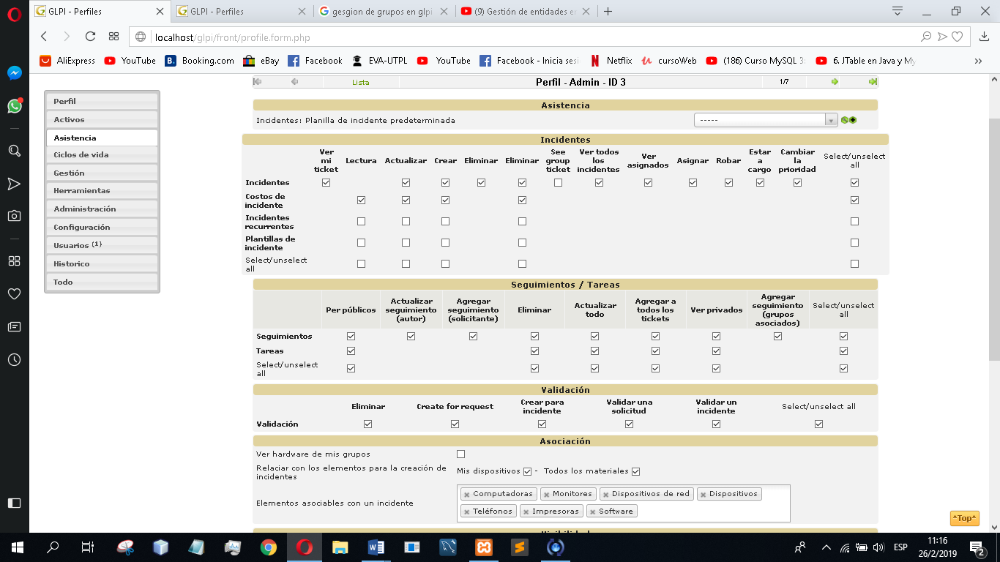 GLPI - Perfiles
GLPI - Perfiles
gesgion de grupos en glpi
(9) Gestión de entidades en
localhost/glpi/front/profile.form.php
AliExpress YouTube Booking.com eBay Facebook EVA-UTPL YouTube Facebook - Inicia sesi Netflix cursoWeb (186) Curso MySQL 3: 6. JTable en Java y My
Lista Perfil - Admin - ID 3 1/7
Perfil
Activos
Asistencia
Ciclos de vida
Gestión
Herramientas
Administración
Configuración
Usuarios (1)
Historico
Todo
Asistencia
Incidentes: Planilla de incidente predeterminada -----
Incidentes
Ver mi ticket Lectura Actualizar Crear Eliminar Eliminar See group ticket Ver todos los incidentes Ver asignados Asignar Robar Estar a cargo Cambiar la prioridad Select/unselect all
Incidentes
Costos de incidente
Incidentes recurrentes
Plantillas de incidente
Select/unselect all
Seguimientos / Tareas
Per públicos Actualizar seguimiento (autor) Agregar seguimiento (solicitante) Eliminar Actualizar todo Agregar a todos los tickets Ver privados Agregar seguimiento (grupos asociados) Select/unselect all
Seguimientos
Tareas
Select/unselect all
Validación
Eliminar Create for request Crear para incidente Validar una solicitud Validar un incidente Select/unselect all
Validación
Asociación
Ver hardware de mis grupos
Relaciar con los elementos para la creación de incidentes Mis dispositivos - Todos los materiales
Elementos asociables con un incidente
Computadoras Monitores Dispositivos de red Dispositivos
Teléfonos Impresoras Software
^Top^
ESP
11:16
26/2/2019
2